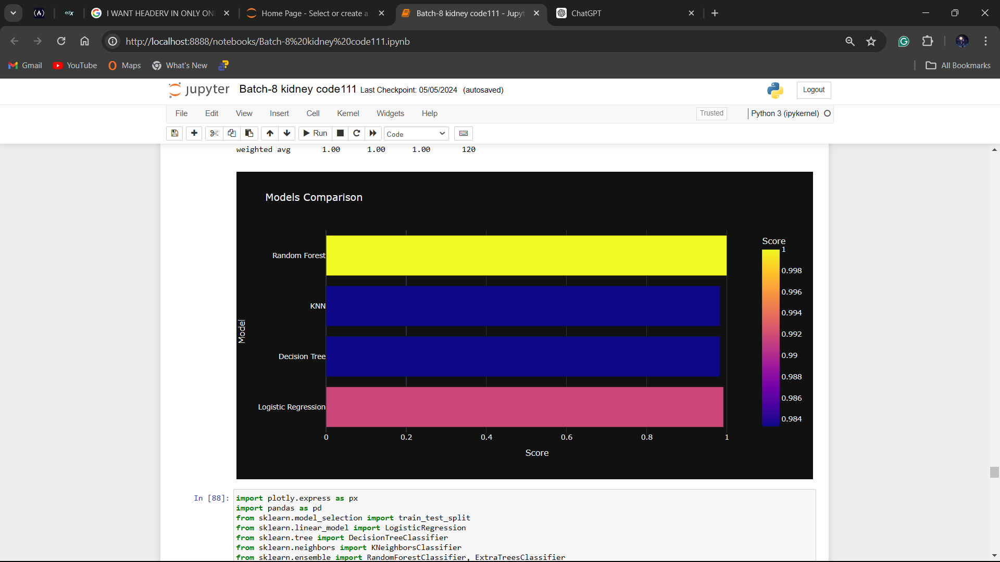 edX
I WANT HEADERV IN ONLY ON
Home Page - Select or create a
Batch-8 kidney code111 - Jupyt
ChatGPT
http://localhost:8888/notebooks/Batch-8%20kidney%20code111.ipynb
Gmail
YouTube
Maps
What's New
All Bookmarks
jupyter Batch-8 kidney code111 Last Checkpoint: 05/05/2024 (autosaved)
Logout
File Edit View Insert Cell Kernel Widgets Help
Trusted
Python 3 (ipykernel)
Run
Code
weighted avg 1.00 1.00 1.00 120
Models Comparison
Random Forest
KNN
Decision Tree
Logistic Regression
Model
0 0.2 0.4 0.6 0.8 1
Score
Score
1
0.998
0.996
0.994
0.992
0.99
0.988
0.986
0.984
In [88]:
import plotly.express as px
import pandas as pd
from sklearn.model_selection import train_test_split
from sklearn.linear_model import LogisticRegression
from sklearn.tree import DecisionTreeClassifier
from sklearn.neighbors import KNeighborsClassifier
from sklearn.ensemble import RandomForestClassifier, ExtraTreesClassifier